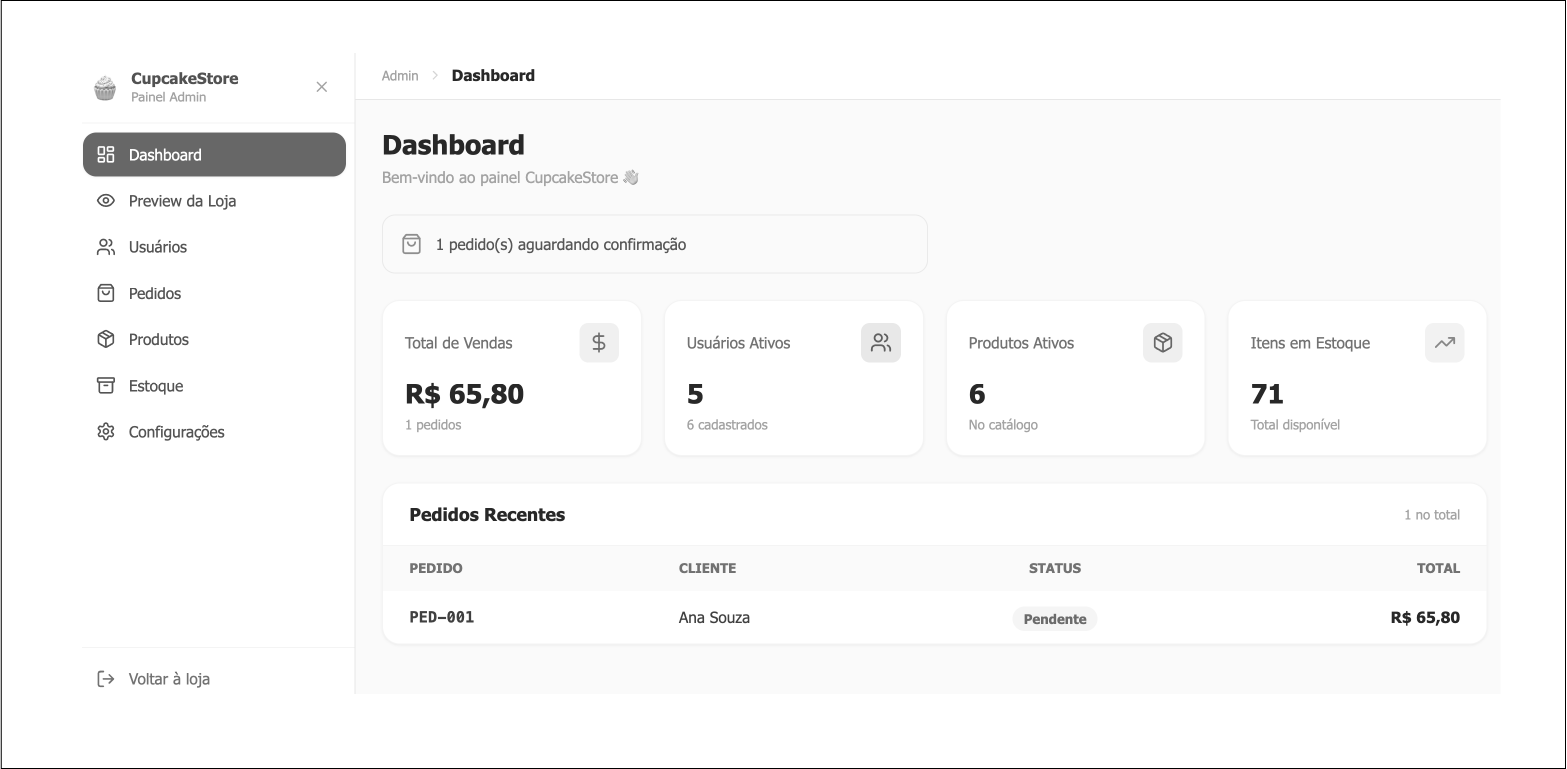 CupcakeStore
Painel Admin
Dashboard
Preview da Loja
Usuários
Pedidos
Produtos
Estoque
Configurações
Voltar à loja
Admin > Dashboard
Dashboard
Bem-vindo ao painel CupcakeStore 👋
1 pedido(s) aguardando confirmação
Total de Vendas
R$ 65,80
1 pedidos
Usuários Ativos
5
6 cadastrados
Produtos Ativos
6
No catálogo
Itens em Estoque
71
Total disponível
Pedidos Recentes 1 no total
PEDIDO CLIENTE STATUS TOTAL
PED-001 Ana Souza Pendente R$ 65,80